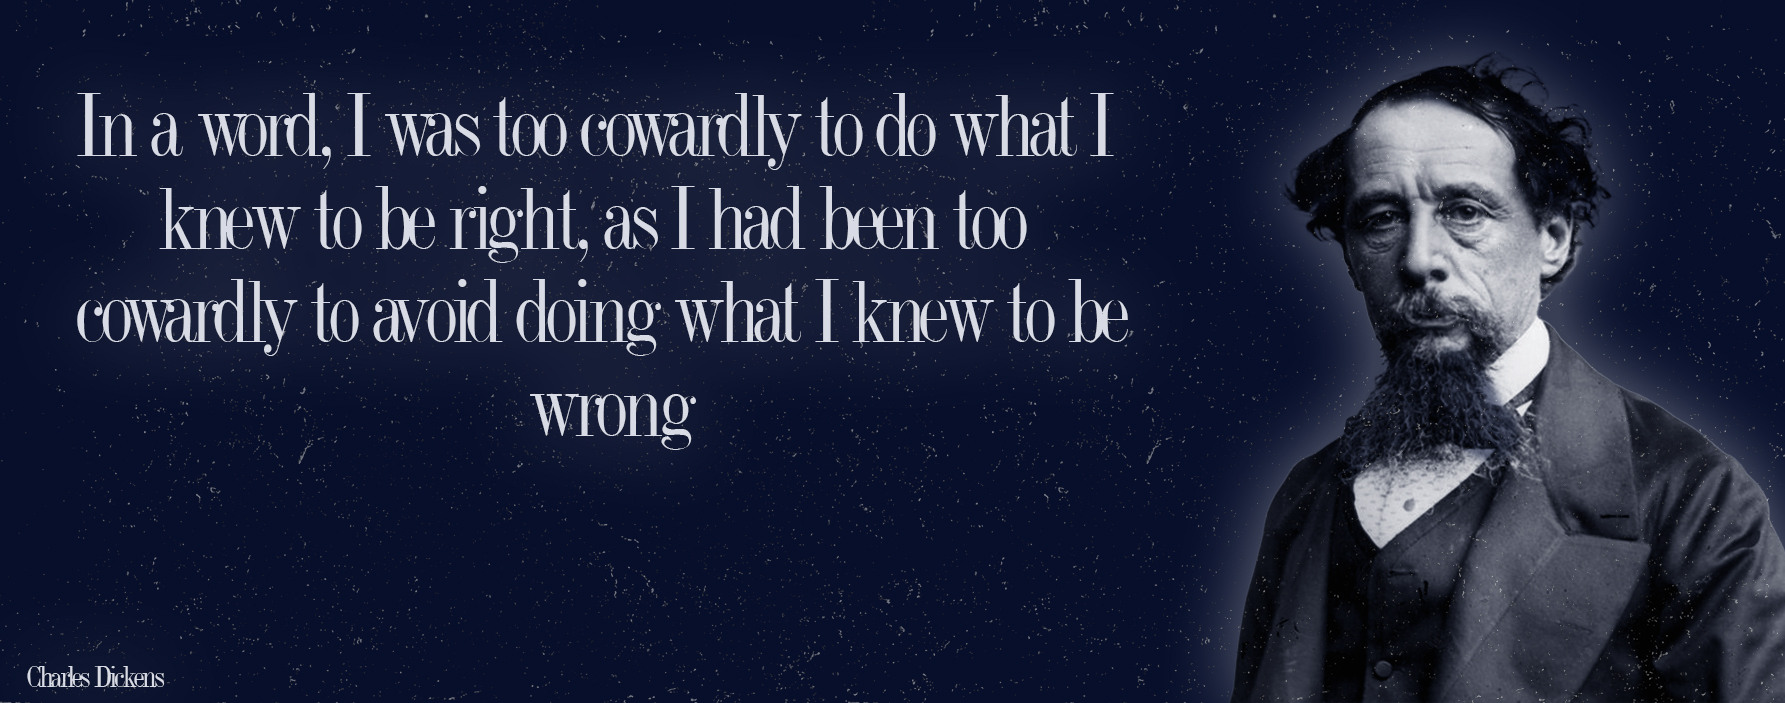 In a word, I was too cowardly to do what I
knew to be right, as I had been too
cowardly to avoid doing what I knew to be
wrong
Charles Dickens